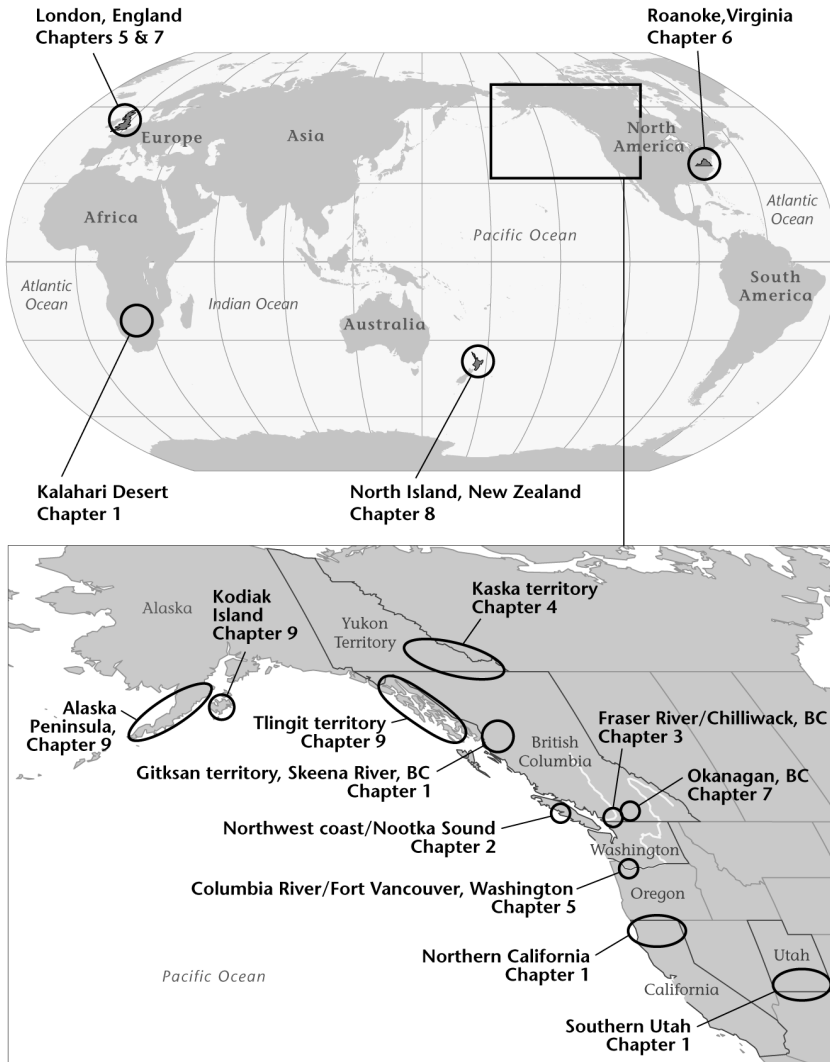 London, England
Chapters 5 & 7
Roanoke,Virginia
Chapter 6
Europe
Asia
North
America
Atlantic
Ocean
Africa
Pacific Ocean
Atlantic
Ocean
Indian Ocean
South
America
Australia
Kalahari Desert
Chapter 1
North Island, New Zealand
Chapter 8
Kaska territory
Chapter 4
Alaska
Kodiak
Island
Chapter 9
Yukon
Territory
Alaska
Peninsula,
Chapter 9
Tlingit territory
Chapter 9
Fraser River/Chilliwack, BC
Chapter 3
British
Columbia
Gitksan territory, Skeena River, BC
Chapter 1
Okanagan, BC
Chapter 7
Northwest coast/Nootka Sound
Chapter 2
Washington
Columbia River/Fort Vancouver, Washington
Chapter 5
Oregon
Northern California
Chapter 1
Utah
Pacific Ocean
California
Southern Utah
Chapter 1